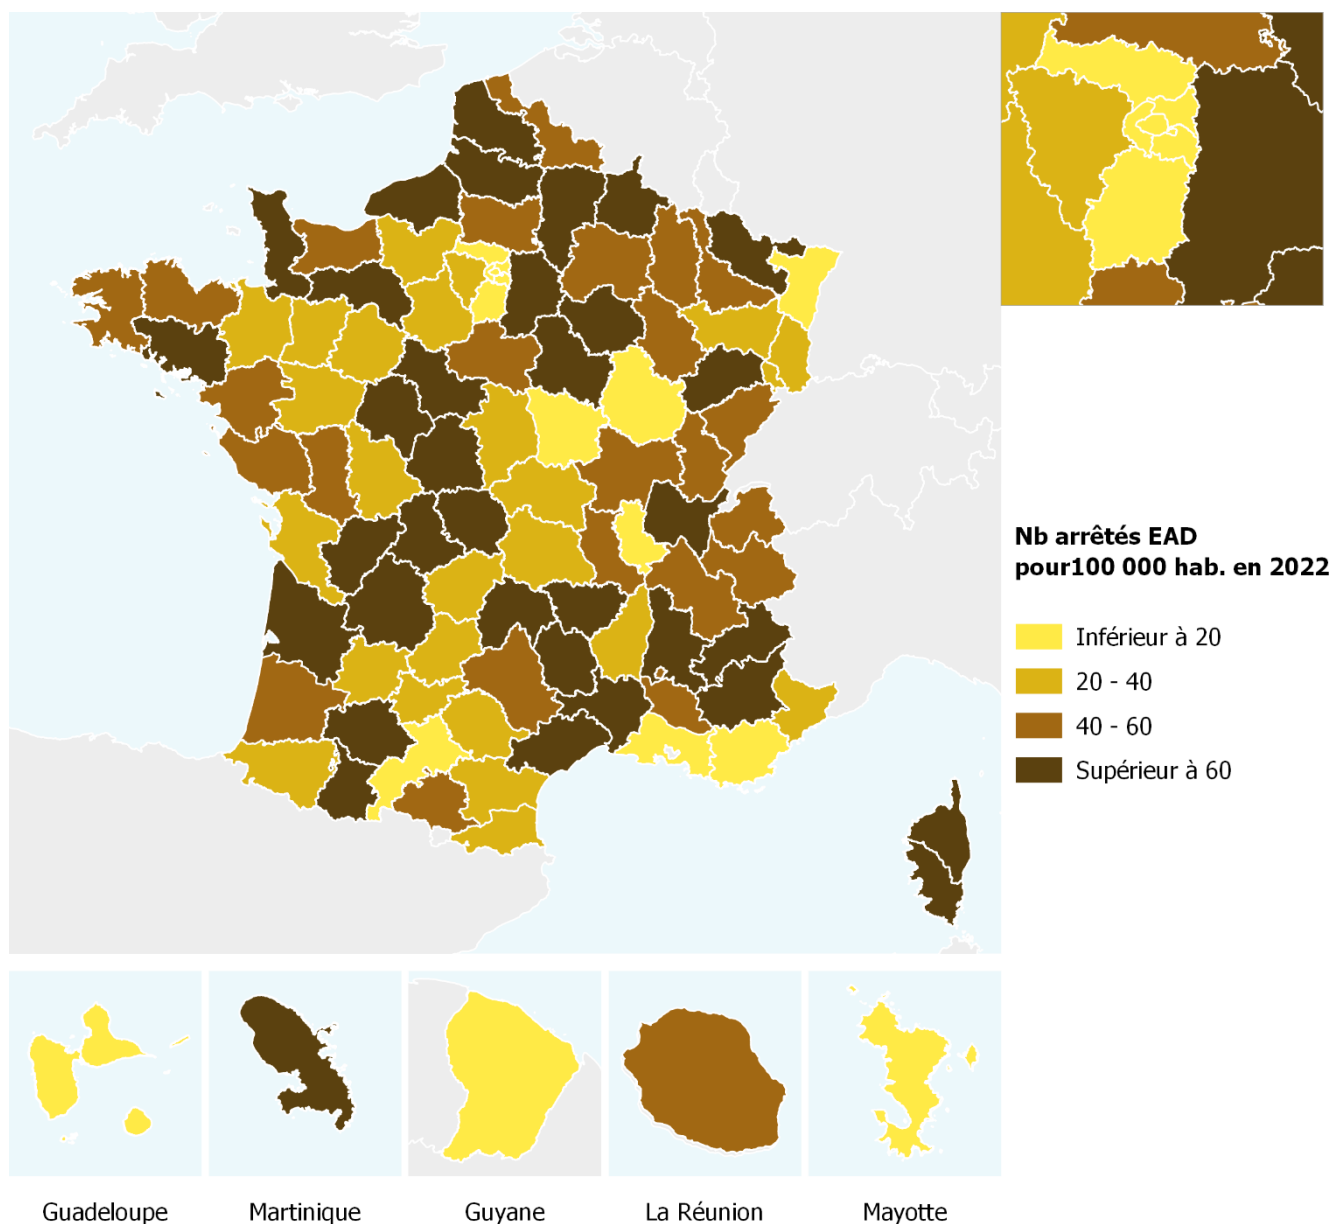 Nb arrêtés EAD
pour100 000 hab. en 2022
Inférieur à 20
20 - 40
40 - 60
Supérieur à 60
Guadeloupe
Martinique
Guyane
La Réunion
Mayotte